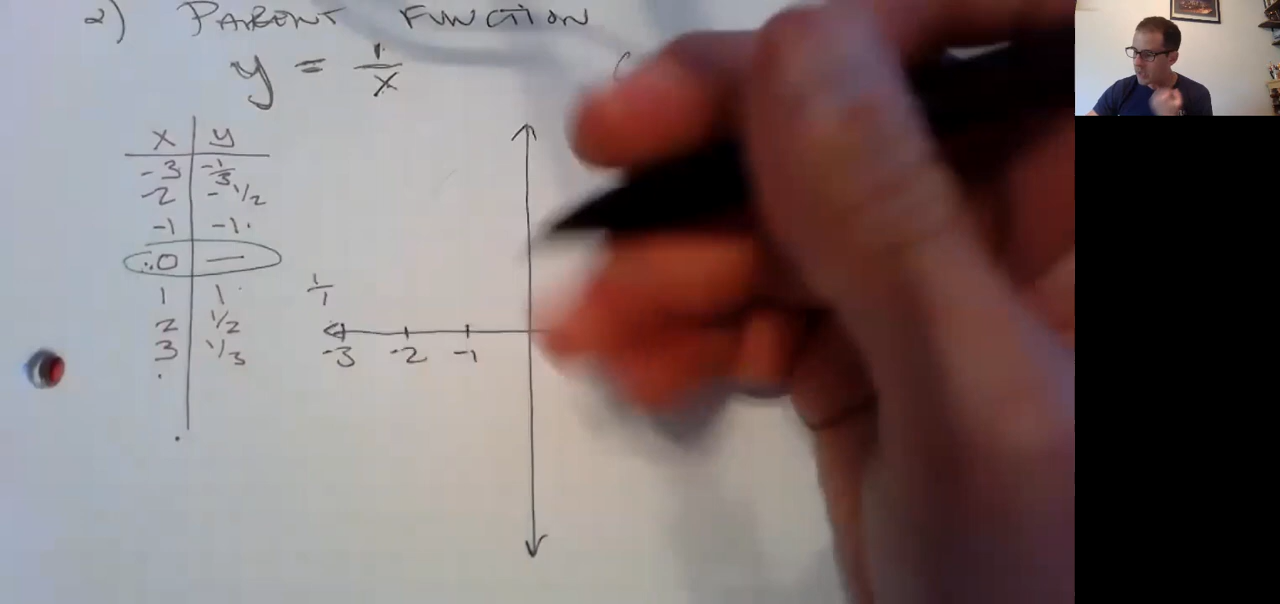 2) PARENT FUNCTION
y = 1/x
x y
-3 -1/3
-2 -1/2
-1 -1
0 —
1 1 1/1
2 1/2
3 1/3
-3 -2 -1